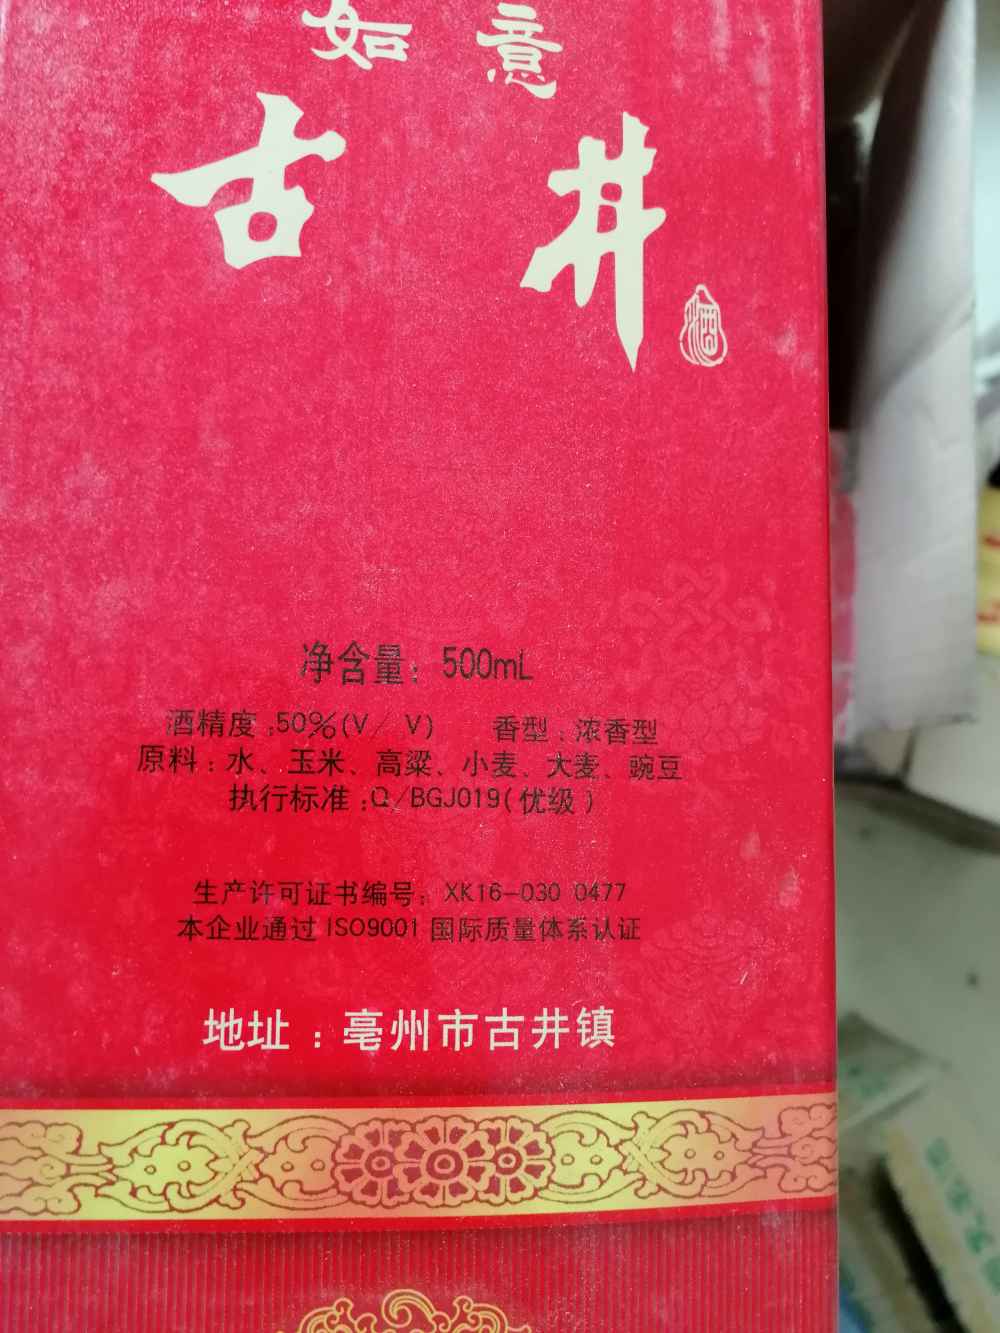 如意
古井
酒
净含量：500mL
酒精度：50%(V/ V) 香型：浓香型
原料：水、玉米、高粱、小麦、大麦、豌豆
执行标准：Q/BGJ019(优级)
生产许可证书编号：XK16-030 0477
本企业通过ISO9001国际质量体系认证
地址：亳州市古井镇